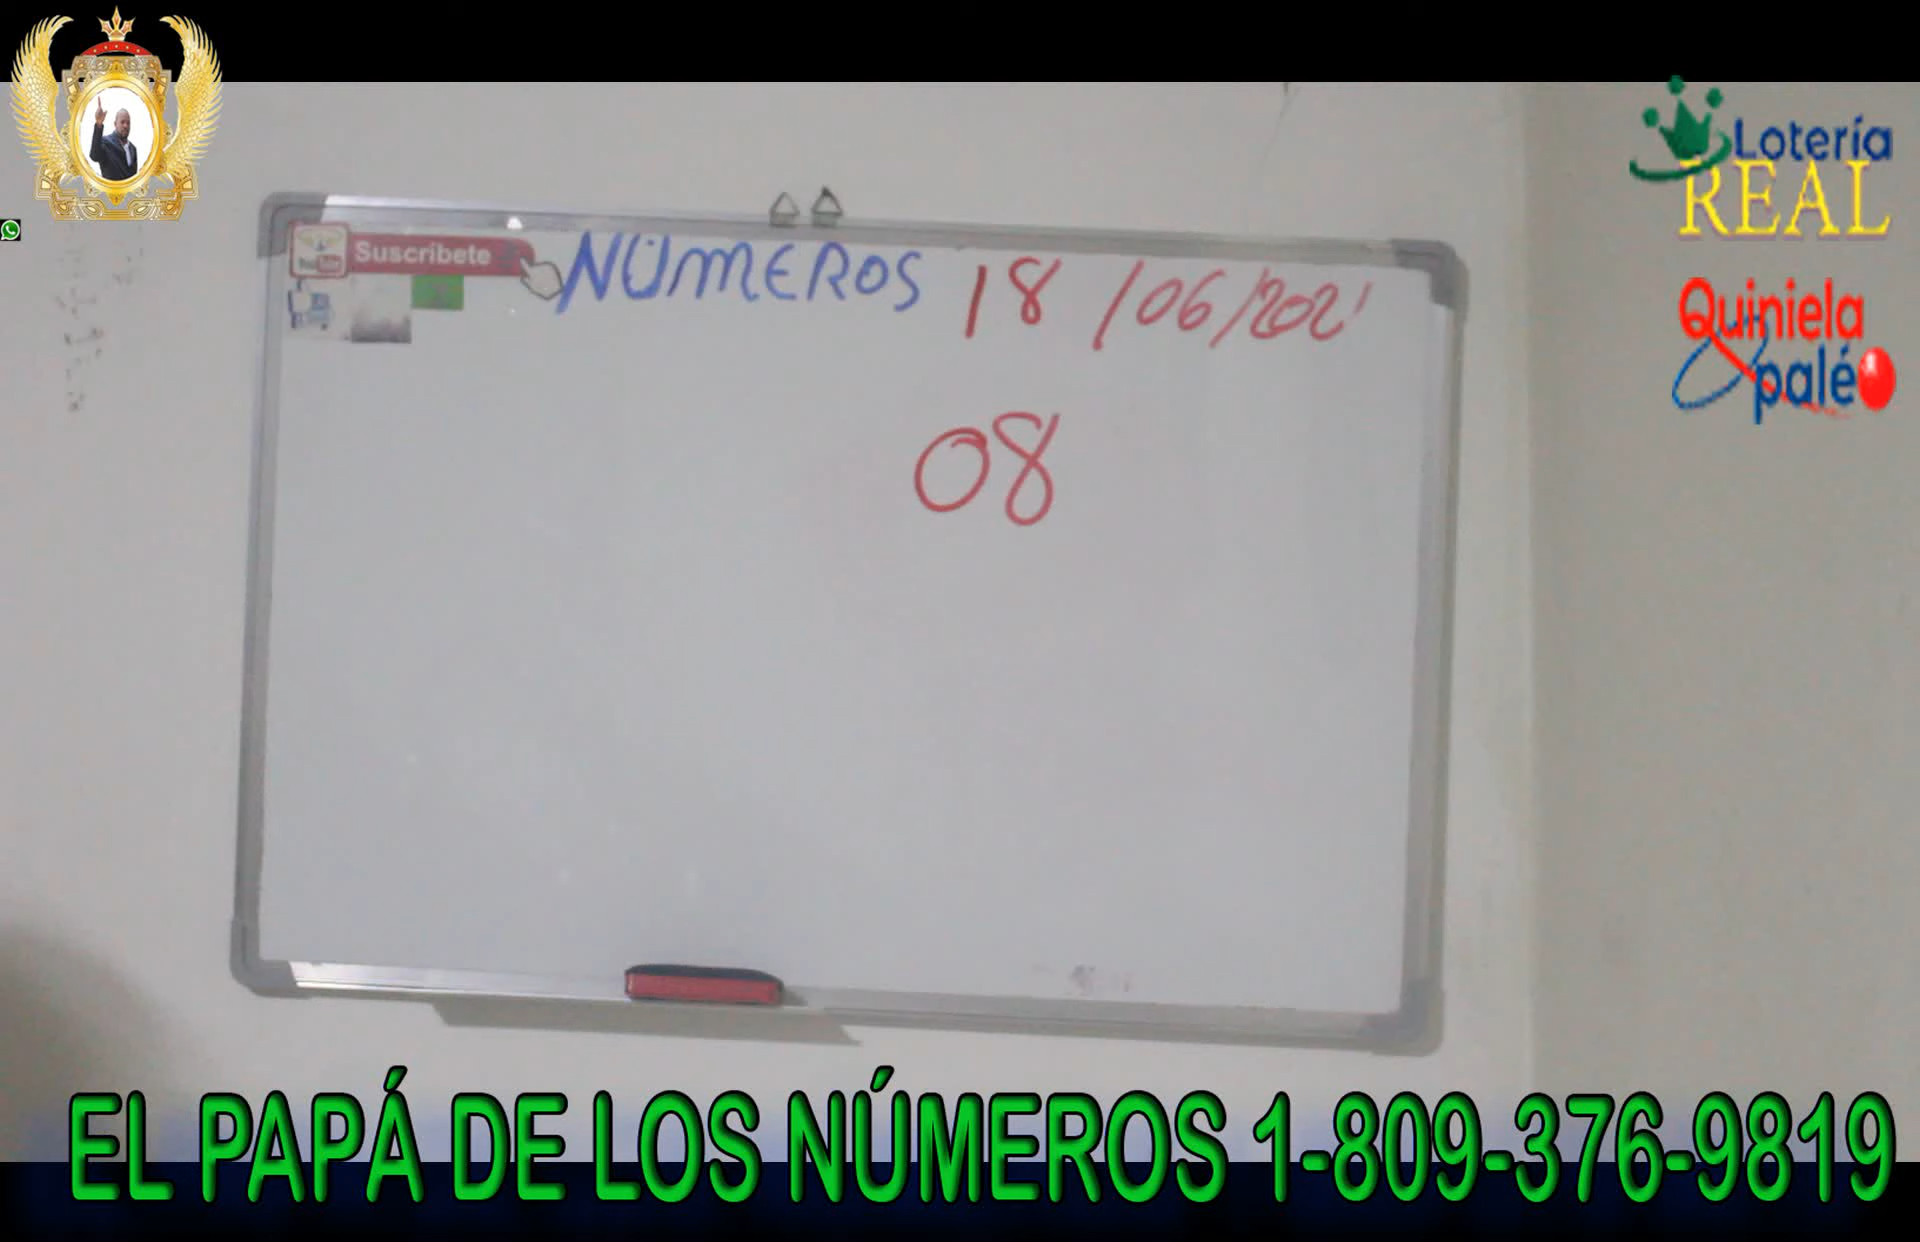 Lotería
REAL
Suscríbete
NÚMEROS 18/06/2021
Quiniela
palé
08
EL PAPÁ DE LOS NÚMEROS 1-809-376-9819